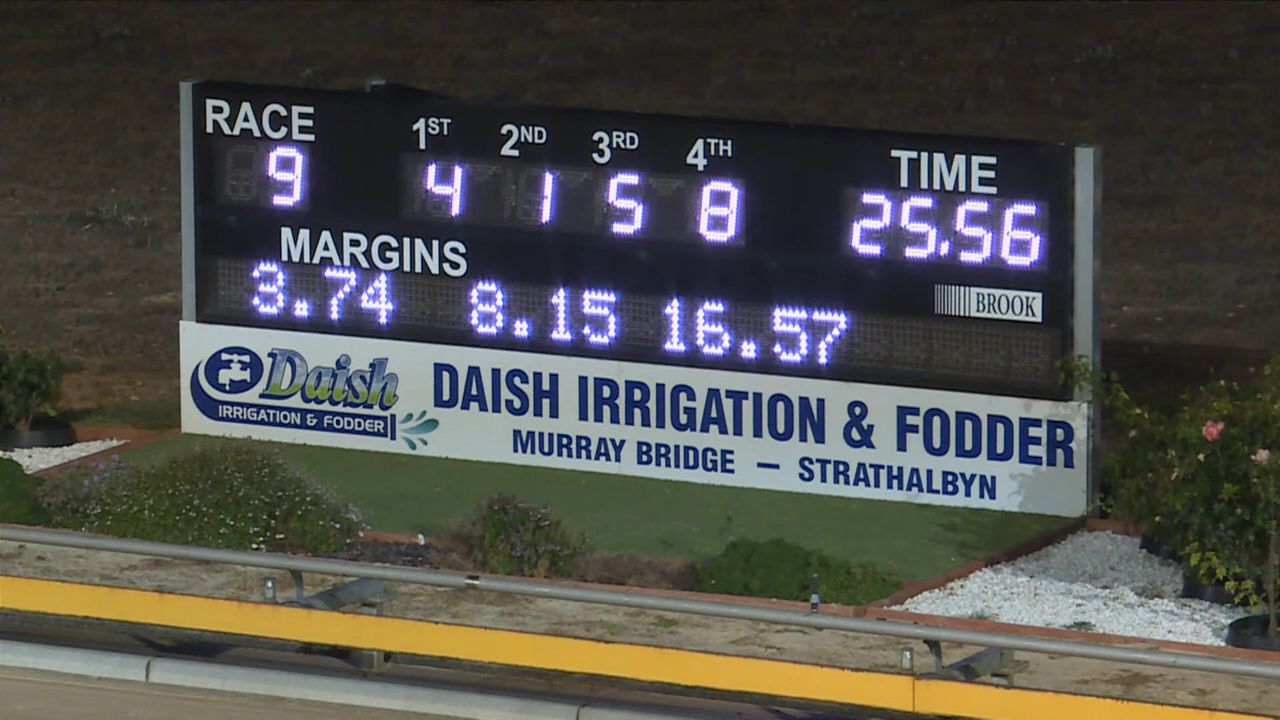 RACE 1ST 2ND 3RD 4TH TIME
9 4 1 5 8 25.56
MARGINS
3.74 8.15 16.57
BROOK
Daish
IRRIGATION & FODDER
DAISH IRRIGATION & FODDER
MURRAY BRIDGE – STRATHALBYN